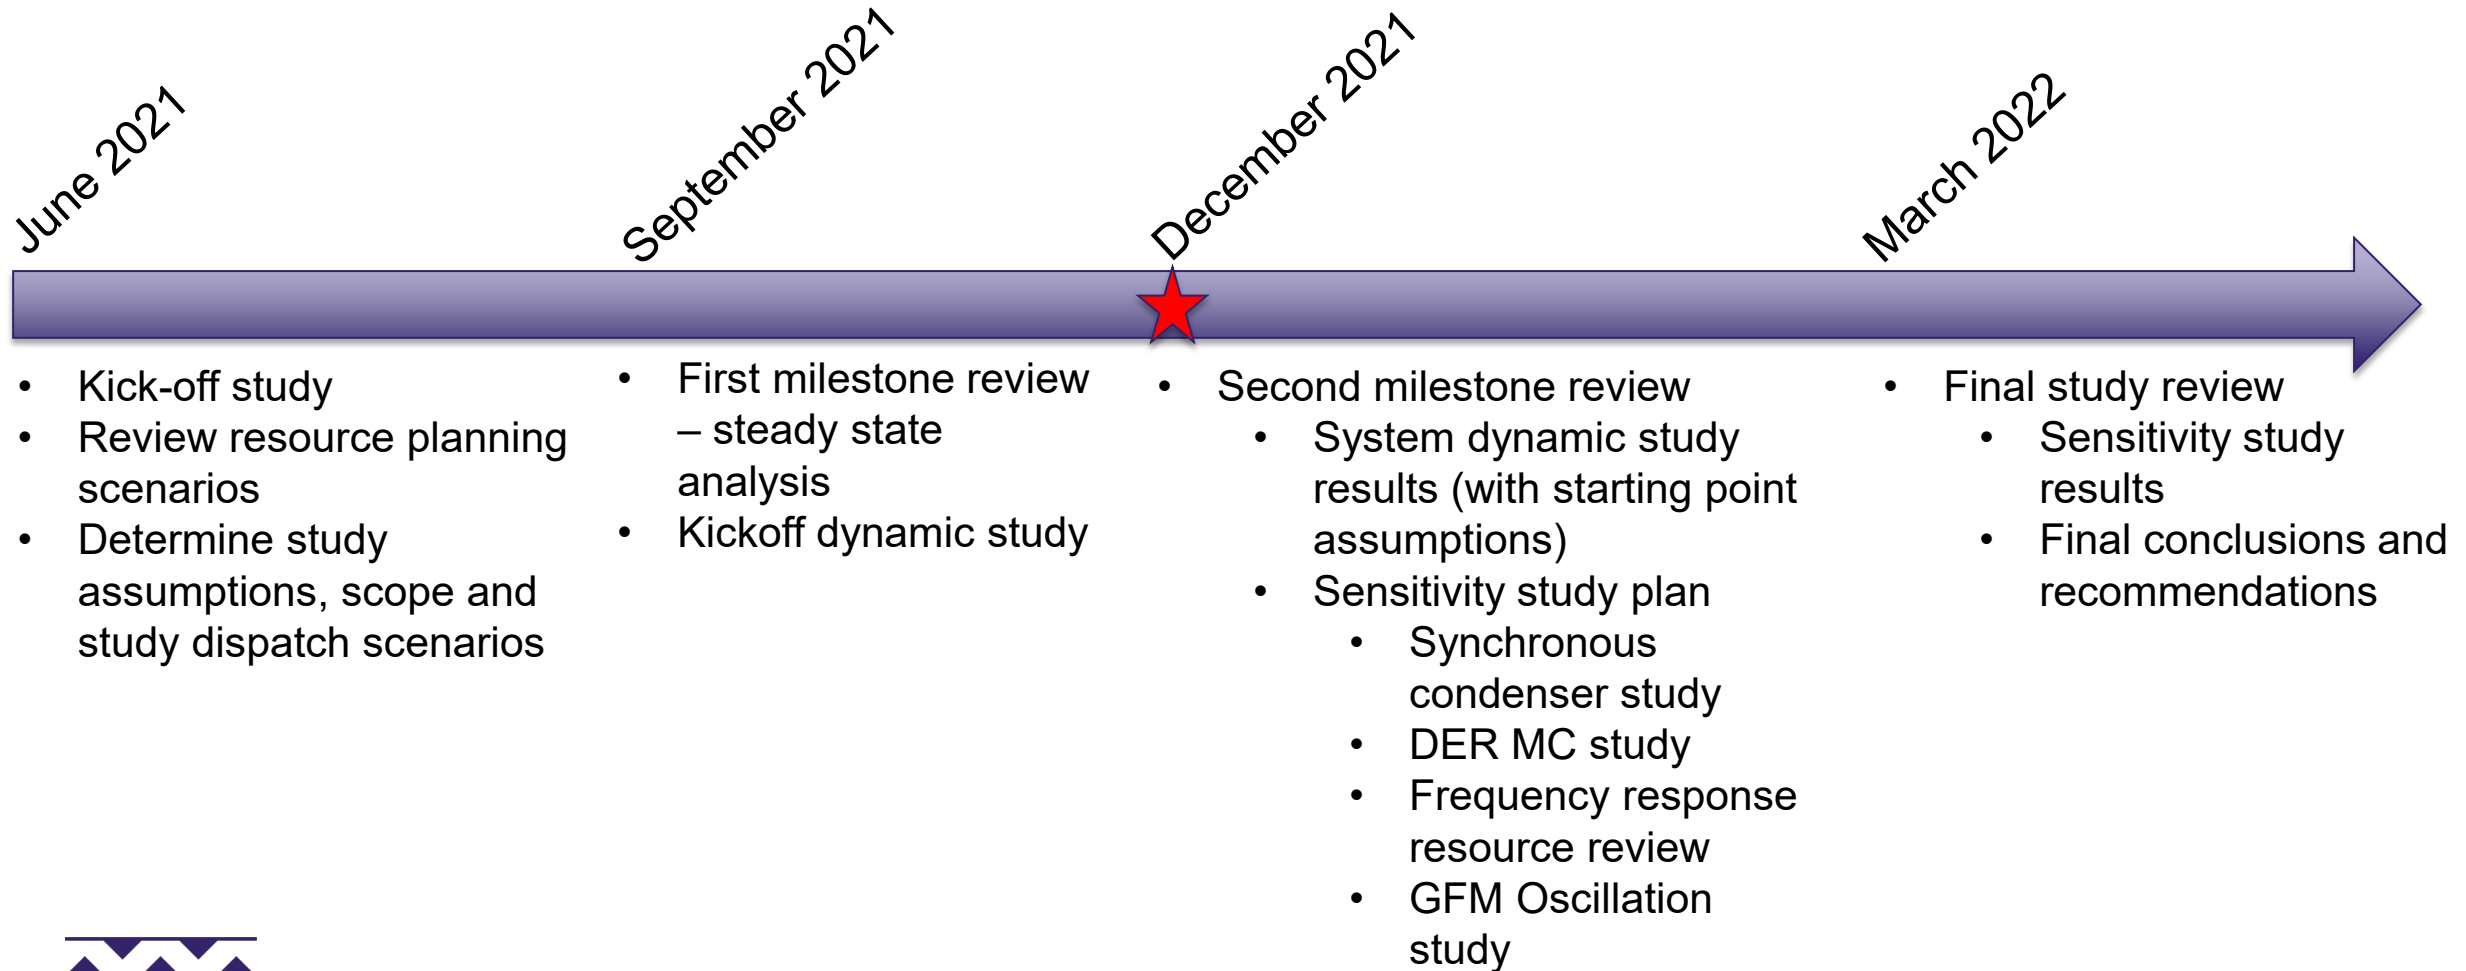 June 2021
September 2021
December 2021
March 2022
• Kick-off study
• Review resource planning
scenarios
• Determine study
assumptions, scope and
study dispatch scenarios
• First milestone review
– steady state
analysis
• Kickoff dynamic study
• Second milestone review
• System dynamic study
results (with starting point
assumptions)
• Sensitivity study plan
• Synchronous
condenser study
• DER MC study
• Frequency response
resource review
• GFM Oscillation
study
• Final study review
• Sensitivity study
results
• Final conclusions and
recommendations